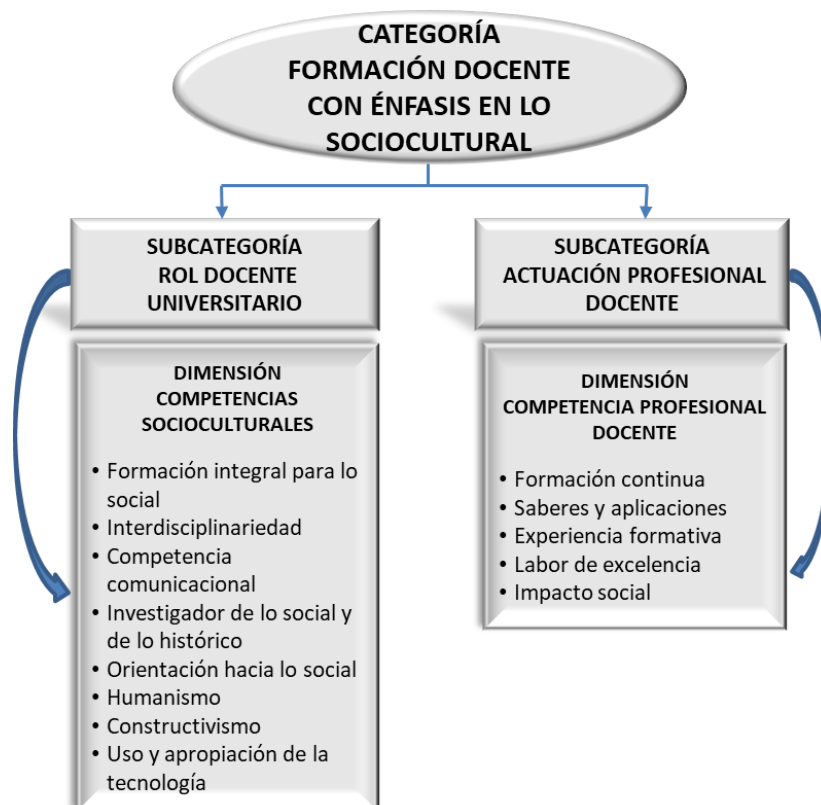 CATEGORÍA
FORMACIÓN DOCENTE
CON ÉNFASIS EN LO
SOCIOCULTURAL
SUBCATEGORÍA
ROL DOCENTE
UNIVERSITARIO
DIMENSIÓN
COMPETENCIAS
SOCIOCULTURALES
• Formación integral para lo
social
• Interdisciplinariedad
• Competencia
comunicacional
• Investigador de lo social y
de lo histórico
• Orientación hacia lo social
• Humanismo
• Constructivismo
• Uso y apropiación de la
tecnología
SUBCATEGORÍA
ACTUACIÓN PROFESIONAL
DOCENTE
DIMENSIÓN
COMPETENCIA PROFESIONAL
DOCENTE
• Formación continua
• Saberes y aplicaciones
• Experiencia formativa
• Labor de excelencia
• Impacto social